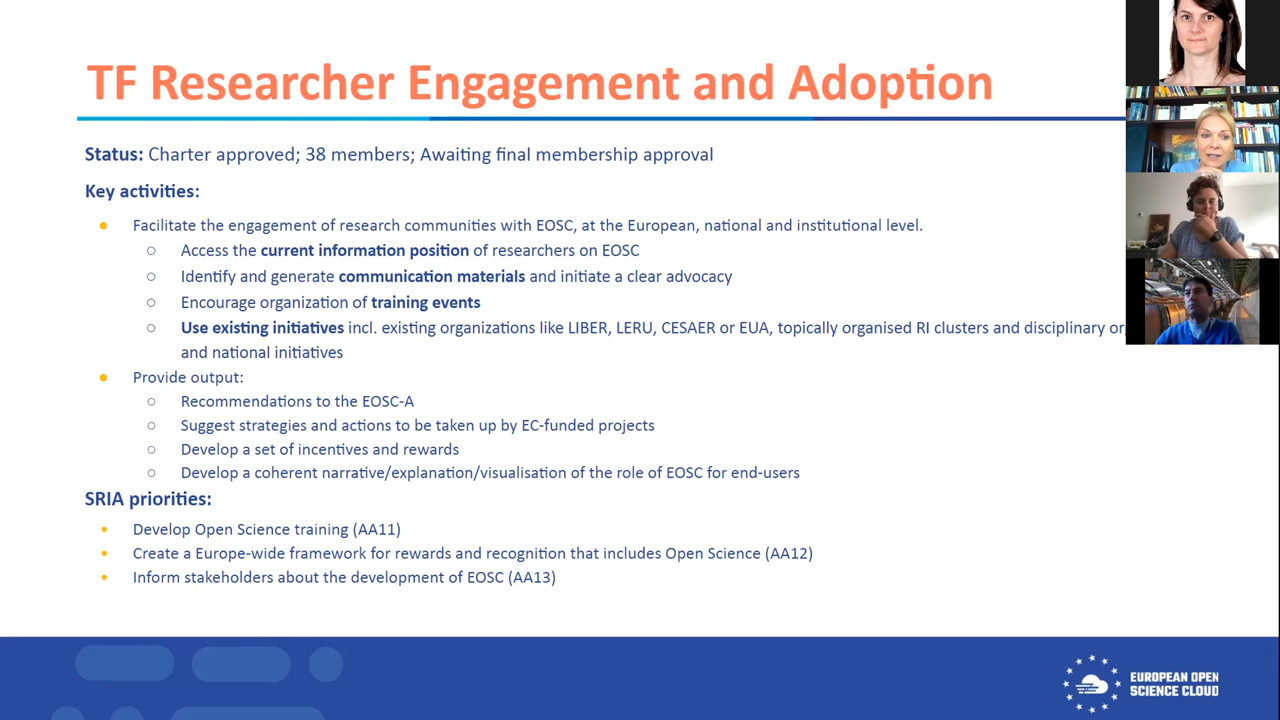 TF Researcher Engagement and Adoption
Status: Charter approved; 38 members; Awaiting final membership approval
Key activities:
Facilitate the engagement of research communities with EOSC, at the European, national and institutional level.
Access the current information position of researchers on EOSC
Identify and generate communication materials and initiate a clear advocacy
Encourage organization of training events
Use existing initiatives incl. existing organizations like LIBER, LERU, CESAER or EUA, topically organised RI clusters and disciplinary
and national initiatives
Provide output:
Recommendations to the EOSC-A
Suggest strategies and actions to be taken up by EC-funded projects
Develop a set of incentives and rewards
Develop a coherent narrative/explanation/visualisation of the role of EOSC for end-users
SRIA priorities:
Develop Open Science training (AA11)
Create a Europe-wide framework for rewards and recognition that includes Open Science (AA12)
Inform stakeholders about the development of EOSC (AA13)
EUROPEAN OPEN
SCIENCE CLOUD